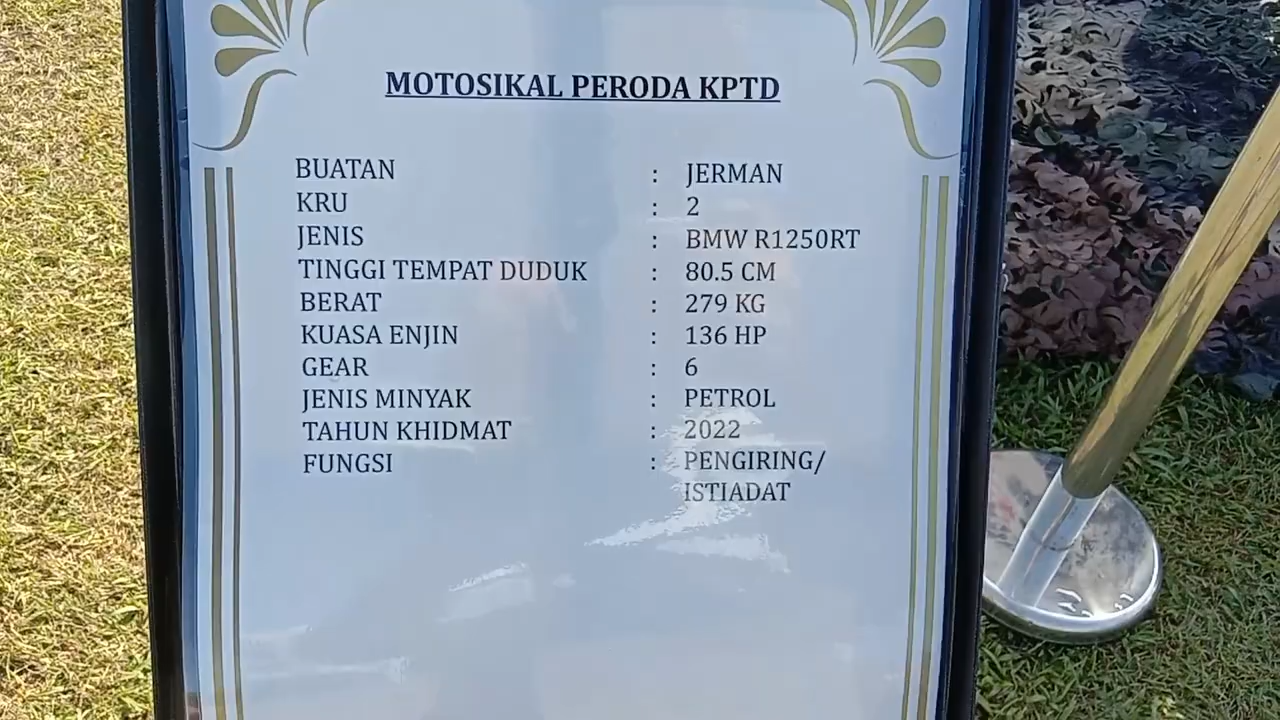 MOTOSIKAL PERODA KPTD
BUATAN : JERMAN
KRU : 2
JENIS : BMW R1250RT
TINGGI TEMPAT DUDUK : 80.5 CM
BERAT : 279 KG
KUASA ENJIN : 136 HP
GEAR : 6
JENIS MINYAK : PETROL
TAHUN KHIDMAT : 2022
FUNGSI : PENGIRING/
ISTIADAT